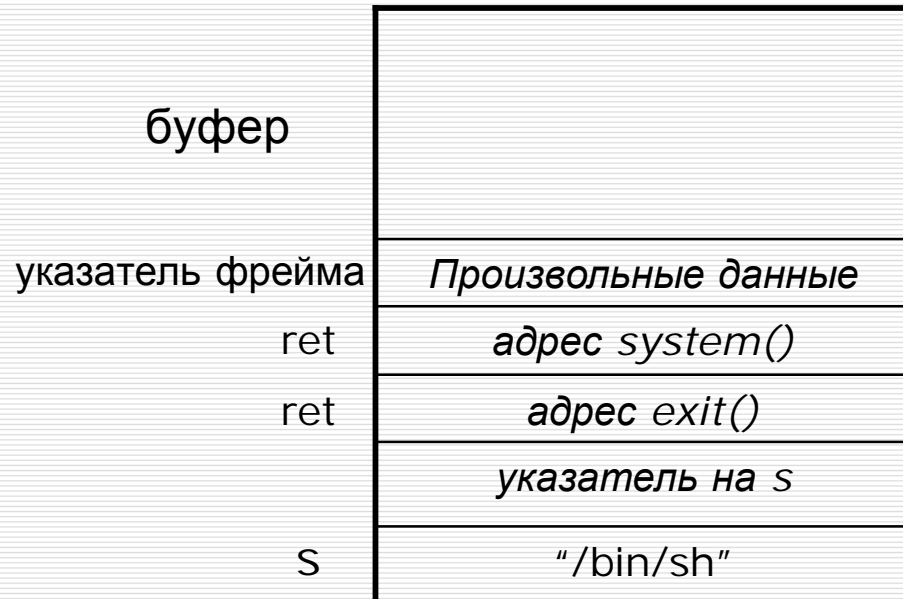 буфер
указатель фрейма Произвольные данные
ret адрес system()
ret адрес exit()
указатель на s
S "/bin/sh"